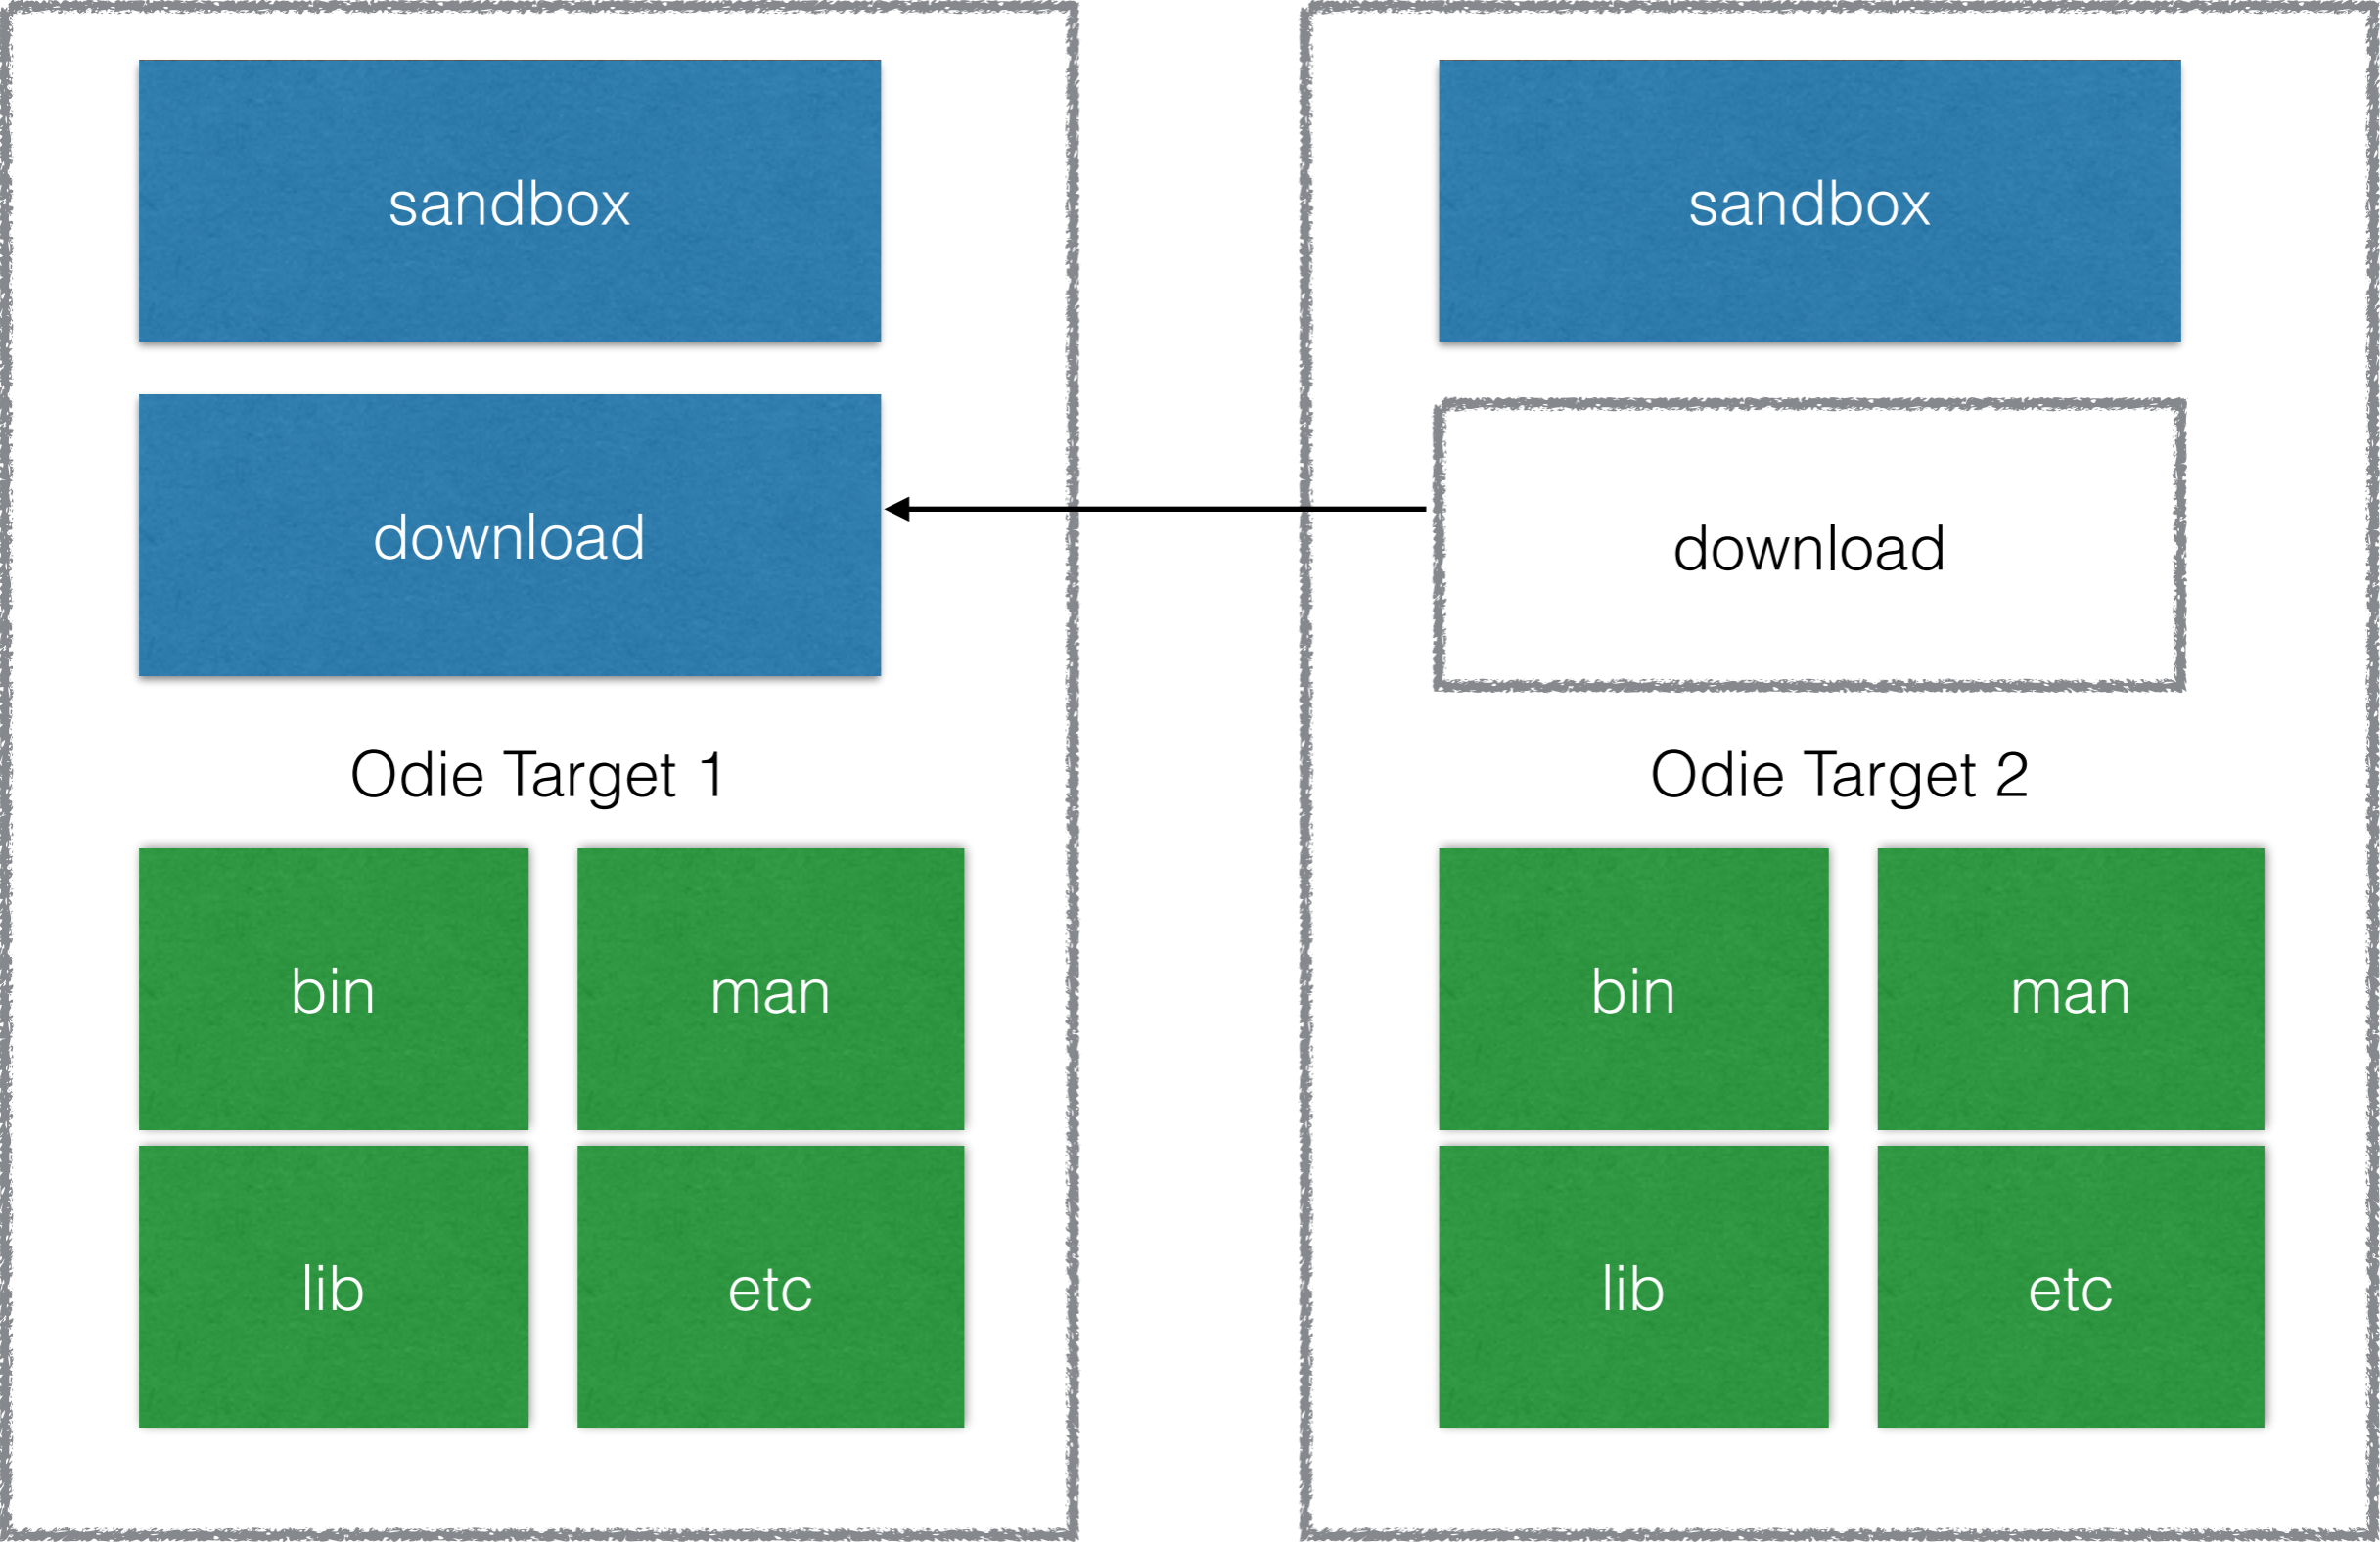 sandbox
download
Odie Target 1
bin
man
lib
etc
sandbox
download
Odie Target 2
bin
man
lib
etc